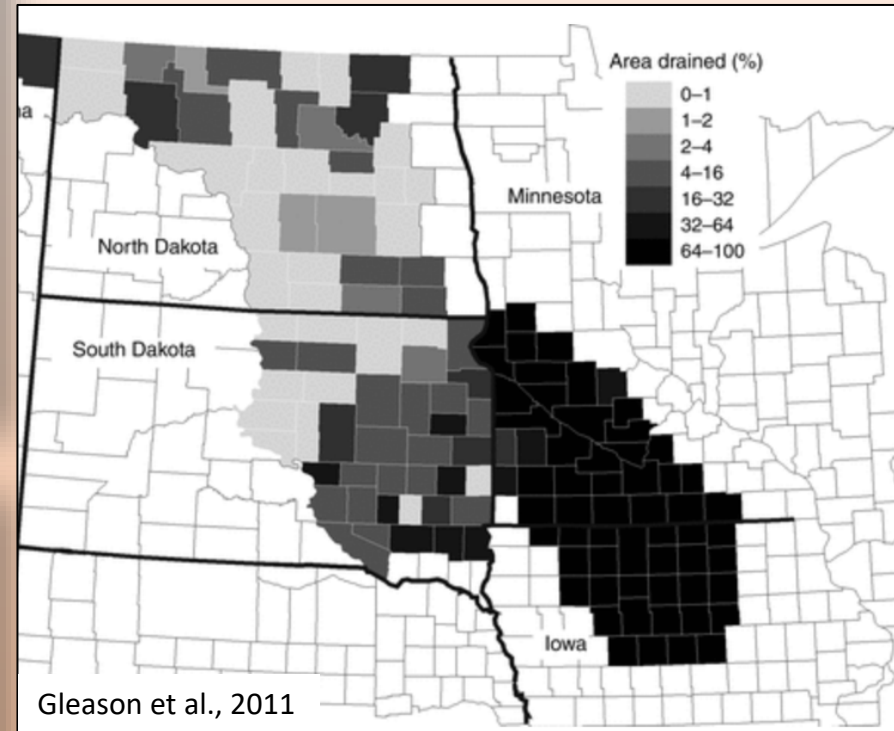 Area drained (%)
0–1
1–2
2–4
4–16
16–32
32–64
64–100
na
Minnesota
North Dakota
South Dakota
Iowa
Gleason et al., 2011